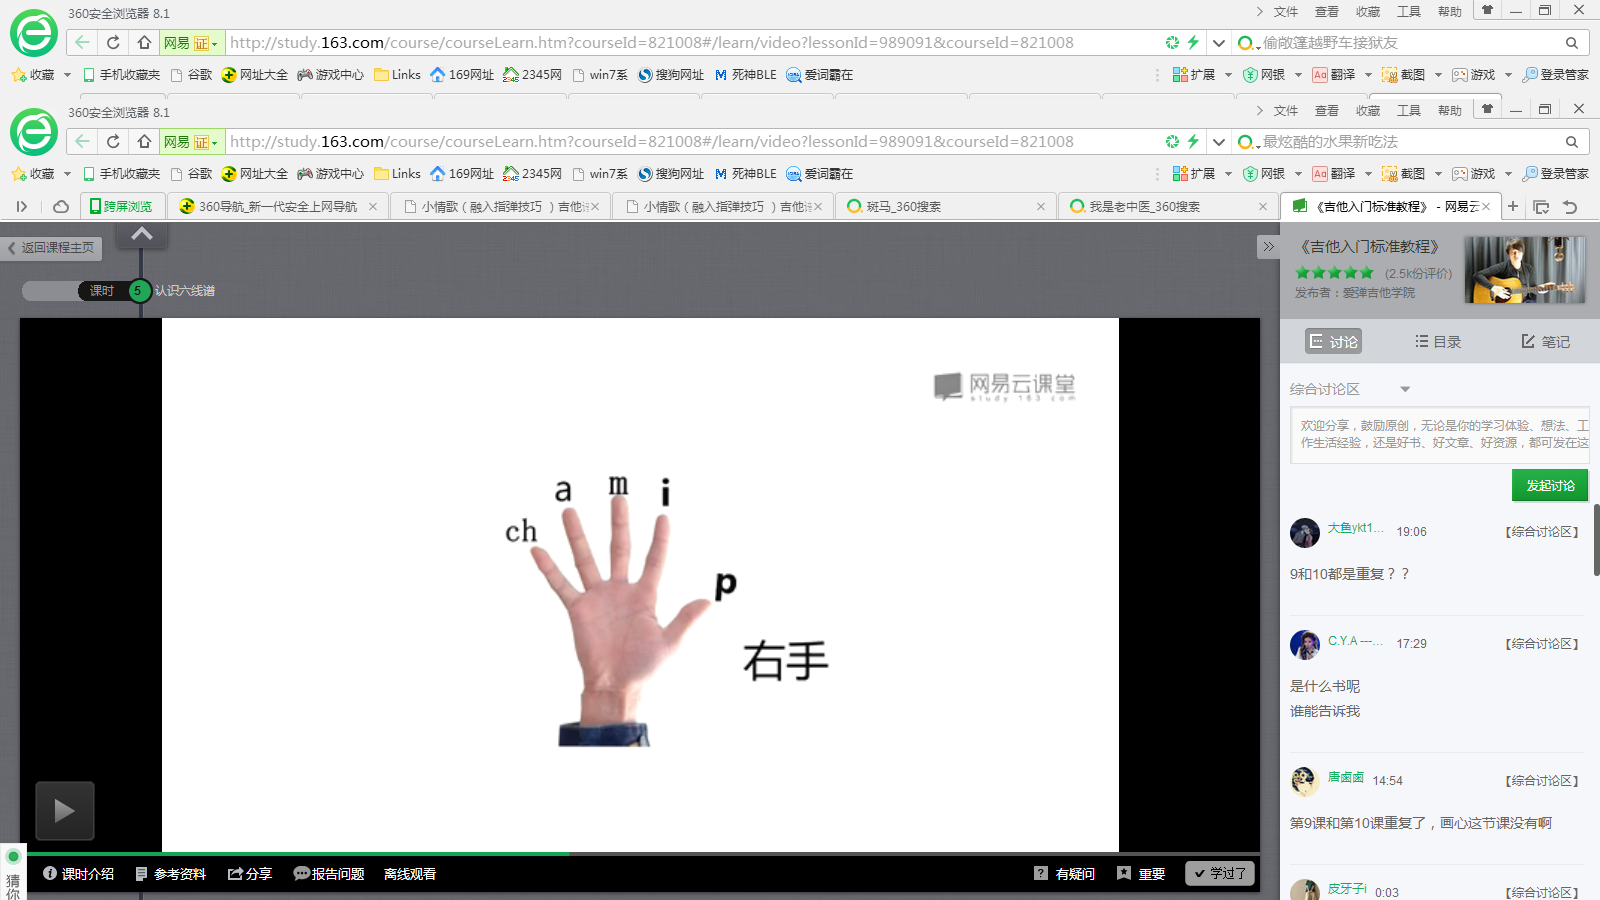 360安全浏览器 8.1
文件 查看 收藏 工具 帮助
网易 证 http://study.163.com/course/courseLearn.htm?courseId=821008#/learn/video?lessonId=989091&courseId=821008
偷敞篷越野车接狱友
收藏 手机收藏夹 谷歌 网址大全 游戏中心 Links 169网址 2345网 win7系 搜狗网址 死神BLE 爱词霸在
扩展 网银 翻译 截图 游戏 登录管家
360安全浏览器 8.1
文件 查看 收藏 工具 帮助
网易 证 http://study.163.com/course/courseLearn.htm?courseId=821008#/learn/video?lessonId=989091&courseId=821008
最炫酷的水果新吃法
收藏 手机收藏夹 谷歌 网址大全 游戏中心 Links 169网址 2345网 win7系 搜狗网址 死神BLE 爱词霸在
扩展 网银 翻译 截图 游戏 登录管家
跨屏浏览 360导航_新一代安全上网导航 小情歌（融入指弹技巧 ）吉他 小情歌（融入指弹技巧 ）吉他 斑马_360搜索 我是老中医_360搜索 《吉他入门标准教程》 - 网易云
返回课程主页
课时 5 认识六线谱
网易云课堂
study.163.com
ch a m i
p
右手
课时介绍 参考资料 分享 报告问题 离线观看 有疑问 重要 学过了
猜
你
《吉他入门标准教程》
(2.5k份评价)
发布者：爱弹吉他学院
讨论 目录 笔记
综合讨论区
欢迎分享，鼓励原创，无论是你的学习体验、想法、工
作生活经验，还是好书、好文章、好资源，都可发在这
发起讨论
大鱼ykt1... 19:06 【综合讨论区】
9和10都是重复？？
C.Y.A ---... 17:29 【综合讨论区】
是什么书呢
谁能告诉我
唐卤卤 14:54 【综合讨论区】
第9课和第10课重复了，画心这节课没有啊
皮牙子i 0:03 【综合讨论区】